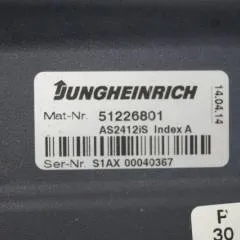 JUNGHEINRICH
14.04.14
Mat-Nr. 51226801
AS2412iS Index A
Ser-Nr. S1AX 00040367
P
30